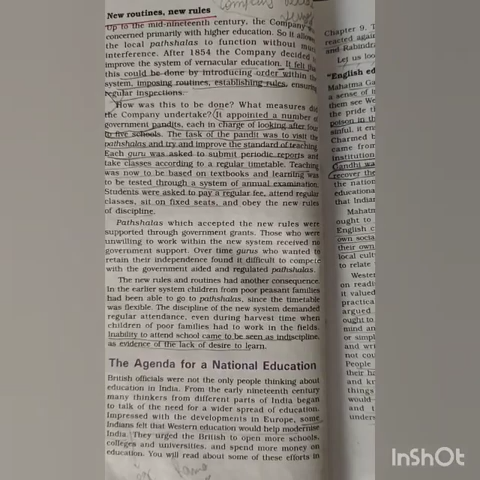 New routines, new rules
Up to the mid-nineteenth century, the Company
concerned primarily with higher education. So it allowed
the local pathshalas to function without much
interference. After 1854 the Company decided to
improve the system of vernacular education. It felt that
this could be done by introducing order within the
system, imposing routines, establishing rules, ensuring
regular inspections.
How was this to be done? What measures did
the Company undertake? It appointed a number of
government pandits, each in charge of looking after four
to five schools. The task of the pandit was to visit the
pathshalas and try and improve the standard of teaching.
Each guru was asked to submit periodic reports and
take classes according to a regular timetable. Teaching
was now to be based on textbooks and learning was
to be tested through a system of annual examination.
Students were asked to pay a regular fee, attend regular
classes, sit on fixed seats, and obey the new rules
of discipline.
Pathshalas which accepted the new rules were
supported through government grants. Those who were
unwilling to work within the new system received no
government support. Over time gurus who wanted to
retain their independence found it difficult to compete
with the government aided and regulated pathshalas.
The new rules and routines had another consequence.
In the earlier system children from poor peasant families
had been able to go to pathshalas, since the timetable
was flexible. The discipline of the new system demanded
regular attendance, even during harvest time when
children of poor families had to work in the fields.
Inability to attend school came to be seen as indiscipline,
as evidence of the lack of desire to learn.
The Agenda for a National Education
British officials were not the only people thinking about
education in India. From the early nineteenth century
many thinkers from different parts of India began
to talk of the need for a wider spread of education.
Impressed with the developments in Europe, some
Indians felt that Western education would help modernise
India. They urged the British to open more schools,
colleges and universities, and spend more money on
education. You will read about some of these efforts in
Chapter 9. T
reacted again
and Rabindra
Let us loo
"English ed
Mahatma Ga
a sense of i
them see We
the pride
poison in th
sinful, it en
Charmed b
came from
institution
Gandhi wa
recover the
the nation
educationa
that Indian
Mahatm
ought to
English c
own socia
their own
local cult
to relate
Weste
on readi
it valued
practica
argued
ought to
mind an
or simpl
and wri
not cou
People
their ha
and kn
things
would
and t
unders
InShOt